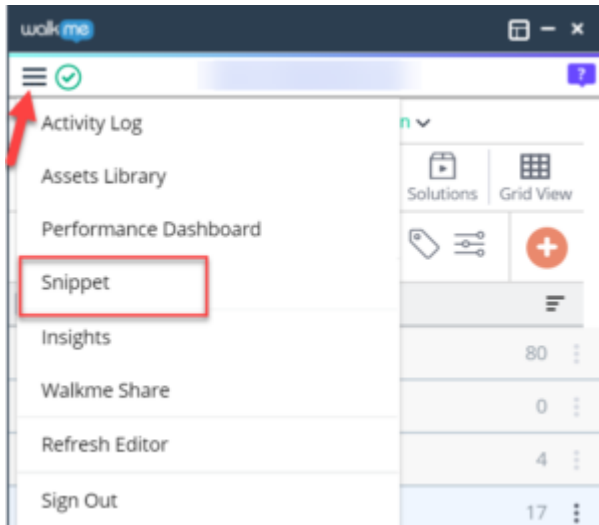 walkme
?
Activity Log
n
Assets Library
Solutions
Grid View
Performance Dashboard
Snippet
Insights
80
Walkme Share
0
Refresh Editor
4
Sign Out
17